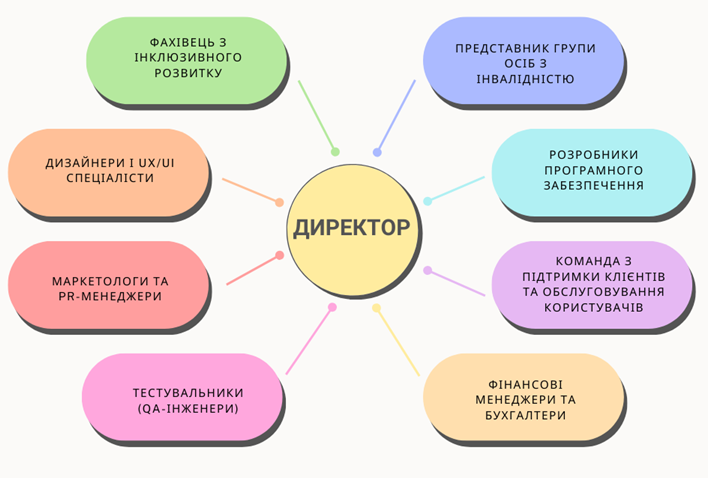 ФАХІВЕЦЬ З
ІНКЛЮЗИВНОГО
РОЗВИТКУ
ПРЕДСТАВНИК ГРУПИ
ОСІБ З
ІНВАЛІДНІСТЮ
ДИЗАЙНЕРИ І UX/UI
СПЕЦІАЛІСТИ
РОЗРОБНИКИ
ПРОГРАМНОГО
ЗАБЕЗПЕЧЕННЯ
ДИРЕКТОР
МАРКЕТОЛОГИ ТА
PR-МЕНЕДЖЕРИ
КОМАНДА З
ПІДТРИМКИ КЛІЄНТІВ
ТА ОБСЛУГОВУВАННЯ
КОРИСТУВАЧІВ
ТЕСТУВАЛЬНИКИ
(QA-ІНЖЕНЕРИ)
ФІНАНСОВІ
МЕНЕДЖЕРИ ТА
БУХГАЛТЕРИ